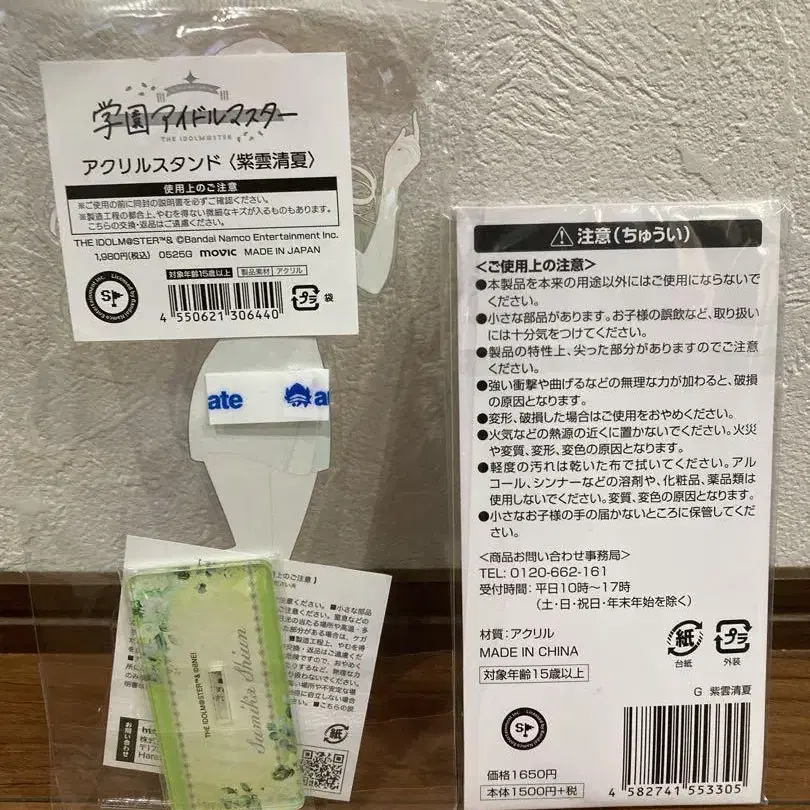 学園アイドルマスター
THE IDOLM@STER
アクリルスタンド〈紫雲清夏〉
使用上のご注意
※ご使用の前に同封の説明書を必ずご確認ください。
※製造工程の都合上、やむを得ない微細なキズが入るものもあります。
こちらの交換・返品はご遠慮ください。
THE IDOLM@STER™& ©Bandai Namco Entertainment Inc.
1,980円(税込) 0525G movic MADE IN JAPAN
対象年齢15歳以上 製品素材 アクリル
Licensed by Bandai Namco Entertainment Inc.
プラ 袋
4 550621 306440
ate
THE IDOLM@STER™& ©BNEI
Sumika Shiun
お問い合わせ
⚠注意(ちゅうい)
<ご使用上の注意>
●本製品を本来の用途以外にはご使用にならないで
ください。
●小さな部品があります。お子様の誤飲など、取り扱い
には十分気をつけてください。
●製品の特性上、尖った部分がありますのでご注意
ください。
●強い衝撃や曲げるなどの無理な力が加わると、破損
の原因となります。
●変形、破損した場合はご使用をおやめください。
●火気などの熱源の近くに置かないでください。火災
や変質、変形、変色の原因となります。
●軽度の汚れは乾いた布で拭いてください。アル
コール、シンナーなどの溶剤や、化粧品、薬品類は
使用しないでください。変質、変色の原因となります。
●小さなお子様の手の届かないところに保管してくだ
さい。
<商品お問い合わせ事務局>
TEL: 0120-662-161
受付時間: 平日10時〜17時
(土・日・祝日・年末年始を除く)
材質: アクリル
MADE IN CHINA
対象年齢15歳以上
紙 台紙
プラ 外装
G 紫雲清夏
価格1650円
本体1500円+税
4 582741 553305